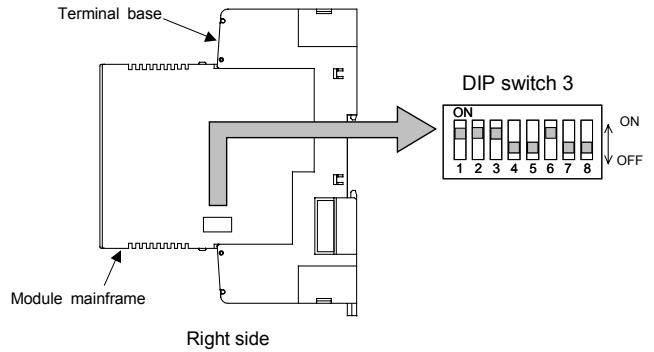 Terminal base
DIP switch 3
ON
ON
OFF
1 2 3 4 5 6 7 8
Module mainframe
Right side